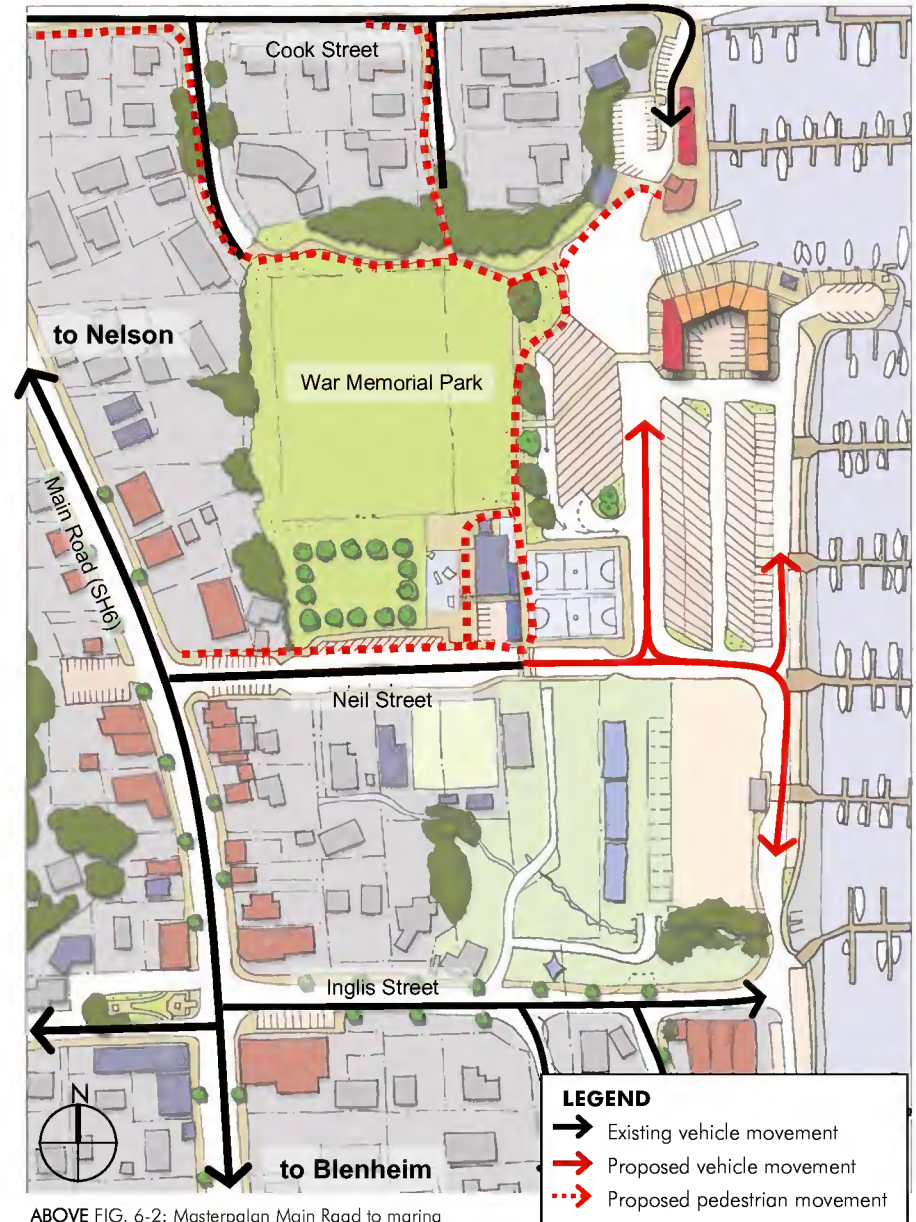 Cook Street
to Nelson
War Memorial Park
Main Road (SH6)
Neil Street
Inglis Street
N
to Blenheim
LEGEND
Existing vehicle movement
Proposed vehicle movement
Proposed pedestrian movement
ABOVE FIG. 6-2: Masterpalan Main Road to marina